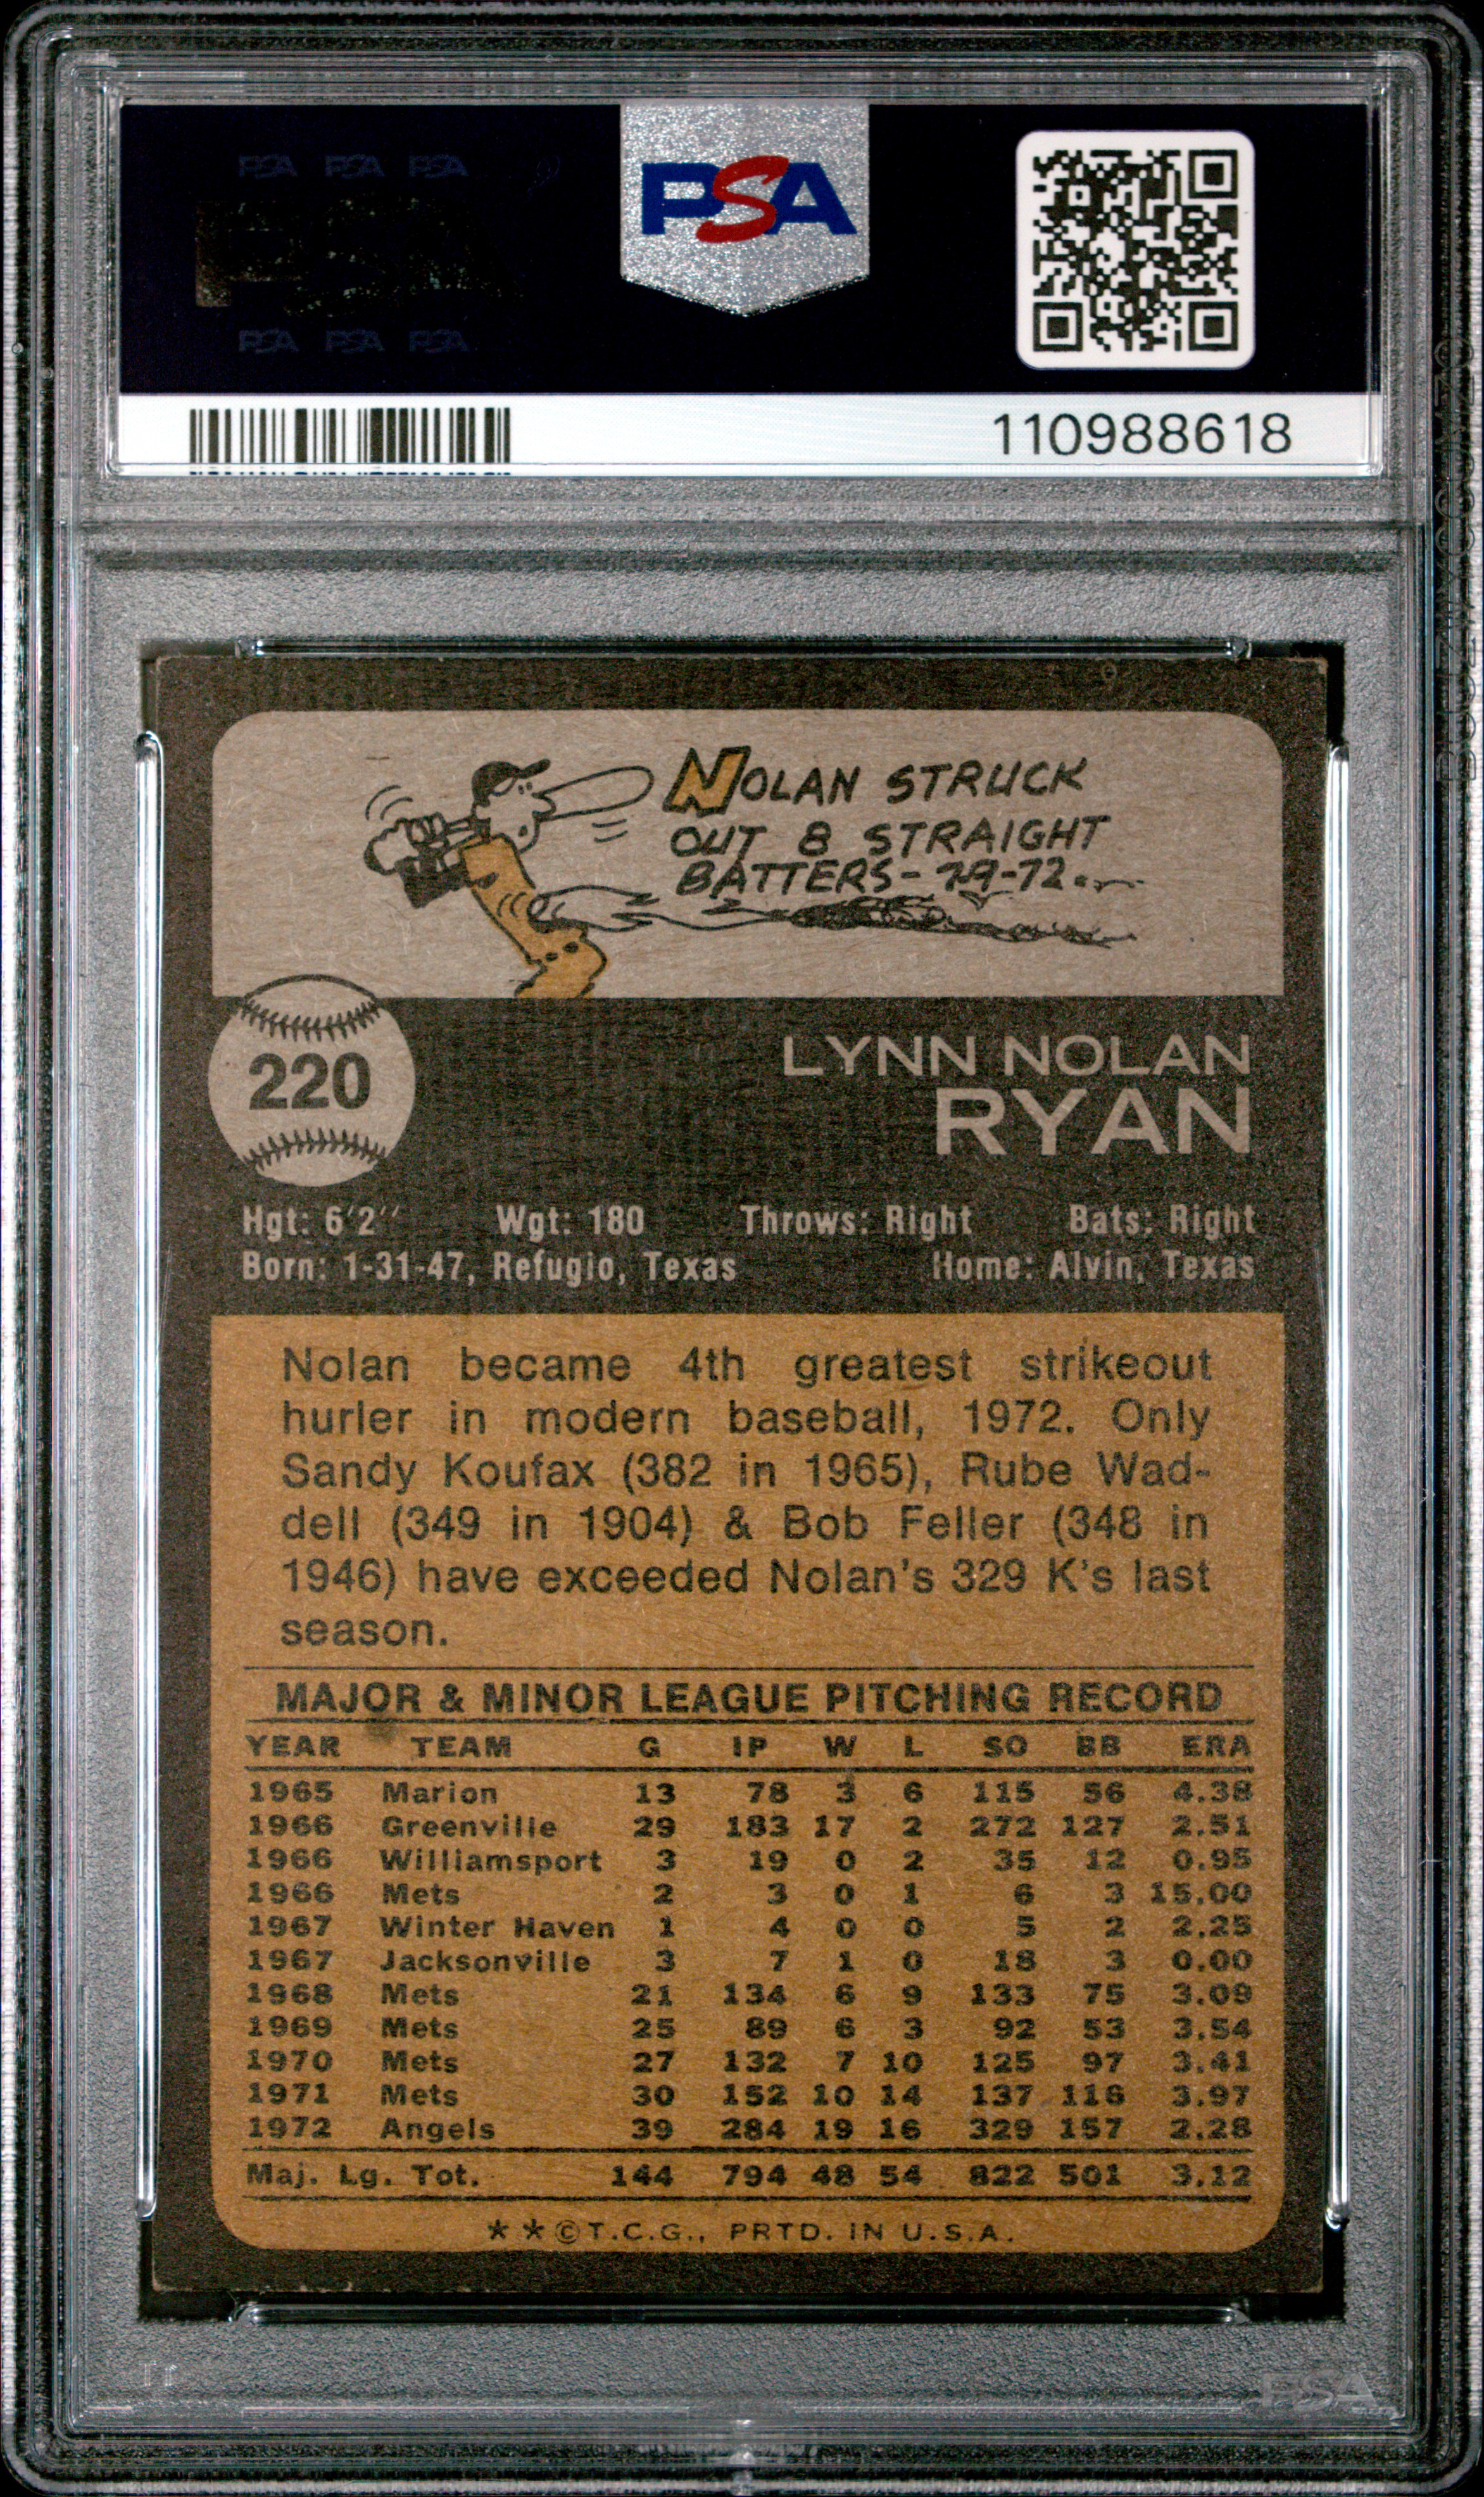 PSA PSA PSA
PSA
PSA PSA PSA
PSA
110988618
NOLAN STRUCK
OUT 8 STRAIGHT
BATTERS - 7-9-72...
220
LYNN NOLAN
RYAN
Hgt: 6'2" Wgt: 180 Throws: Right Bats: Right
Born: 1-31-47, Refugio, Texas Home: Alvin, Texas
Nolan became 4th greatest strikeout
hurler in modern baseball, 1972. Only
Sandy Koufax (382 in 1965), Rube Wad-
dell (349 in 1904) & Bob Feller (348 in
1946) have exceeded Nolan's 329 K's last
season.
MAJOR & MINOR LEAGUE PITCHING RECORD
YEAR TEAM G IP W L SO BB ERA
1965 Marion 13 78 3 6 115 56 4.38
1966 Greenville 29 183 17 2 272 127 2.51
1966 Williamsport 3 19 0 2 35 12 0.95
1966 Mets 2 3 0 1 6 3 15.00
1967 Winter Haven 1 4 0 0 5 2 2.25
1967 Jacksonville 3 7 1 0 18 3 0.00
1968 Mets 21 134 6 9 133 75 3.09
1969 Mets 25 89 6 3 92 53 3.54
1970 Mets 27 132 7 10 125 97 3.41
1971 Mets 30 152 10 14 137 116 3.97
1972 Angels 39 284 19 16 329 157 2.28
Maj. Lg. Tot. 144 794 48 54 822 501 3.12
**©T.C.G., PRTD. IN U.S.A.
PSA